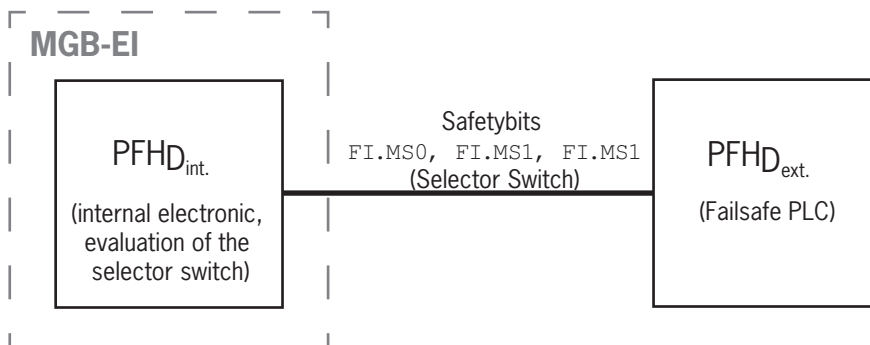 MGB-EI
PFHDint.
(internal electronic,
evaluation of the
selector switch)
Safetybits
FI.MS0, FI.MS1, FI.MS1
(Selector Switch)
PFHDext.
(Failsafe PLC)